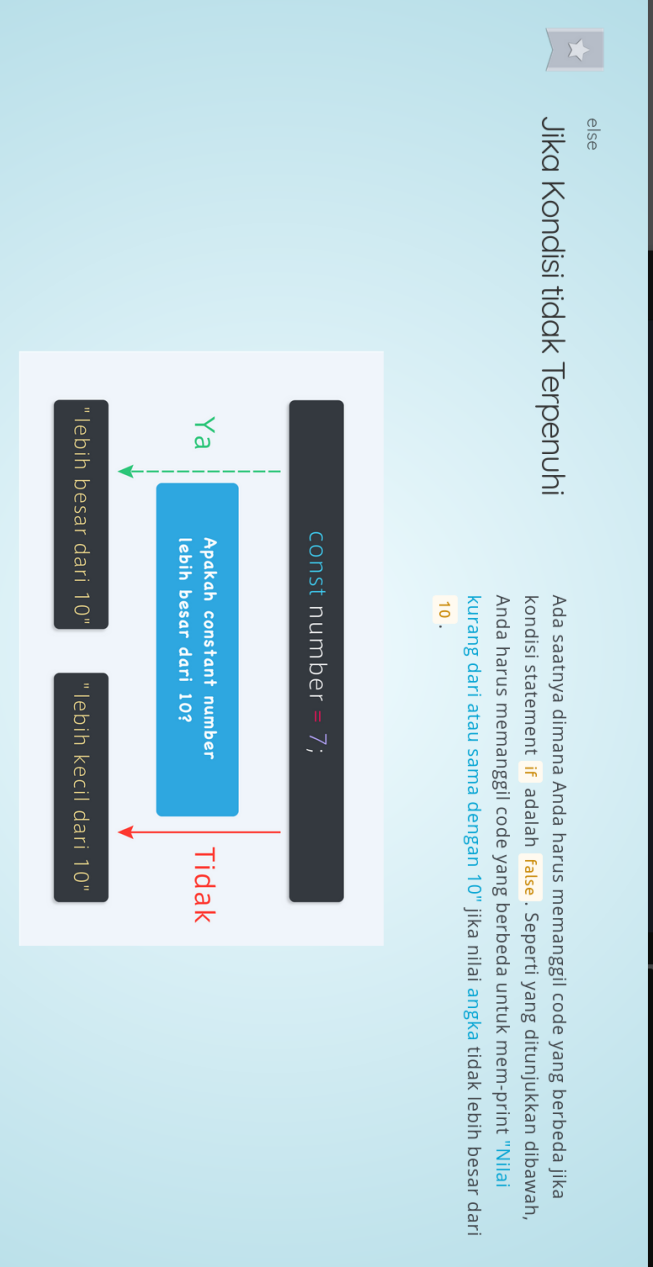 else
Jika Kondisi tidak Terpenuhi
Ada saatnya dimana Anda harus memanggil code yang berbeda jika
kondisi statement if adalah false. Seperti yang ditunjukkan dibawah,
Anda harus memanggil code yang berbeda untuk mem-print "Nilai
kurang dari atau sama dengan 10" jika nilai angka tidak lebih besar dari
10.
const number = 7;
Ya
Apakah constant number
lebih besar dari 10?
Tidak
"lebih besar dari 10"
"lebih kecil dari 10"